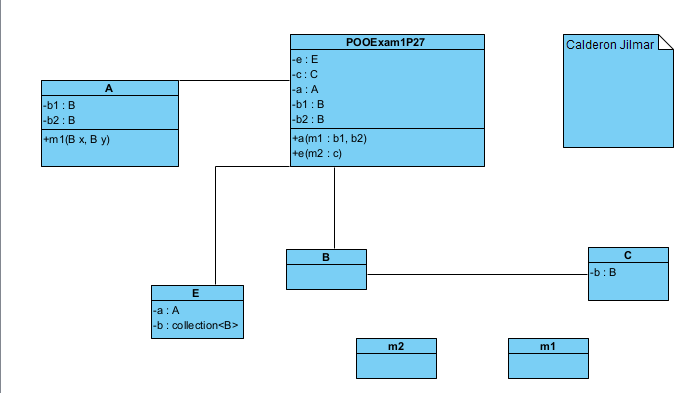 POOExam1P27
-e : E
-c : C
-a : A
-b1 : B
-b2 : B
+a(m1 : b1, b2)
+e(m2 : c)
Calderon Jilmar
A
-b1 : B
-b2 : B
+m1(B x, B y)
B
C
-b : B
E
-a : A
-b : collection<B>
m2
m1